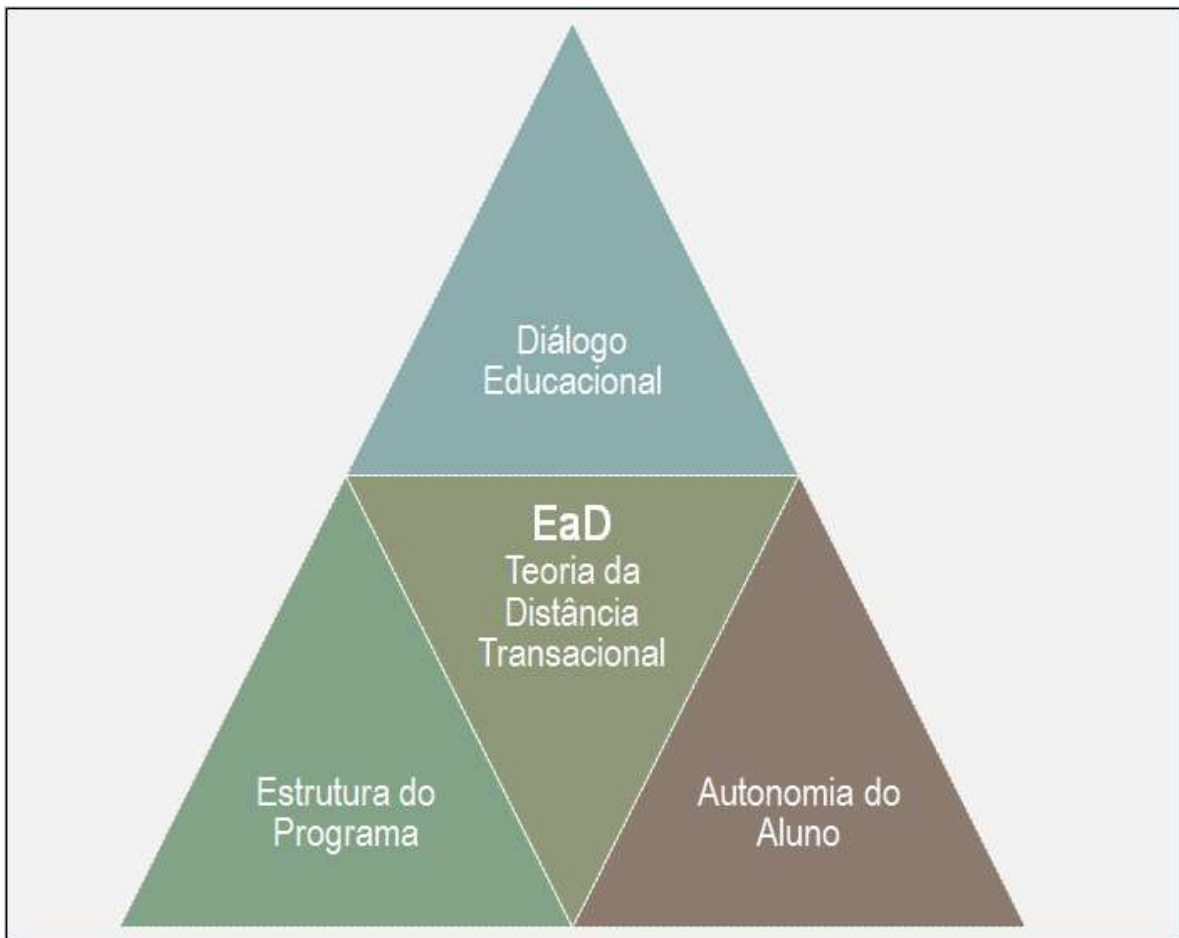 Diálogo
Educacional
EaD
Teoria da
Distância
Transacional
Estrutura do
Programa
Autonomia do
Aluno